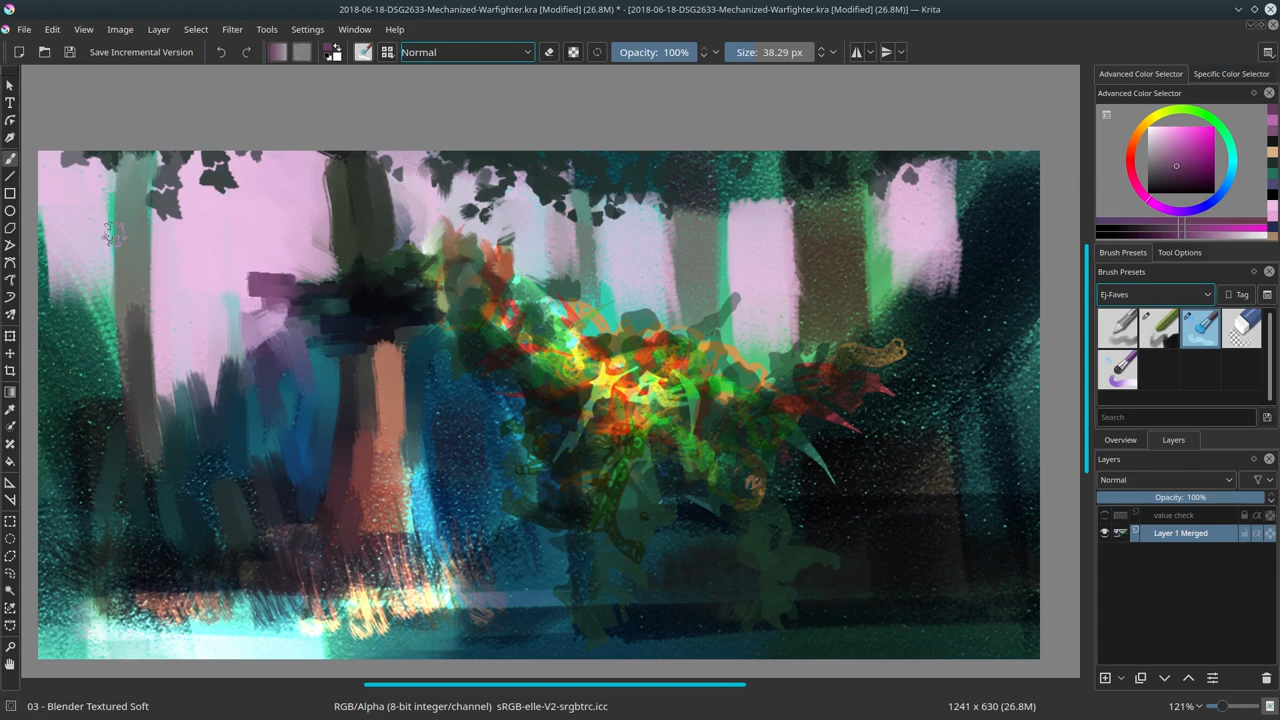 2018-06-18-DSG2633-Mechanized-Warfighter.kra [Modified] (26.8M) * - [2018-06-18-DSG2633-Mechanized-Warfighter.kra [Modified] (26.8M)] — Krita
File Edit View Image Layer Select Filter Tools Settings Window Help
Save Incremental Version Normal Opacity: 100% Size: 38.29 px
Advanced Color Selector Specific Color Selector
Advanced Color Selector
Brush Presets Tool Options
Brush Presets
Ej-Faves Tag
Search
Overview Layers
Layers
Normal
Opacity: 100%
value check
Layer 1 Merged
03 - Blender Textured Soft RGB/Alpha (8-bit integer/channel) sRGB-elle-V2-srgbtrc.icc 1241 x 630 (26.8M) 121%